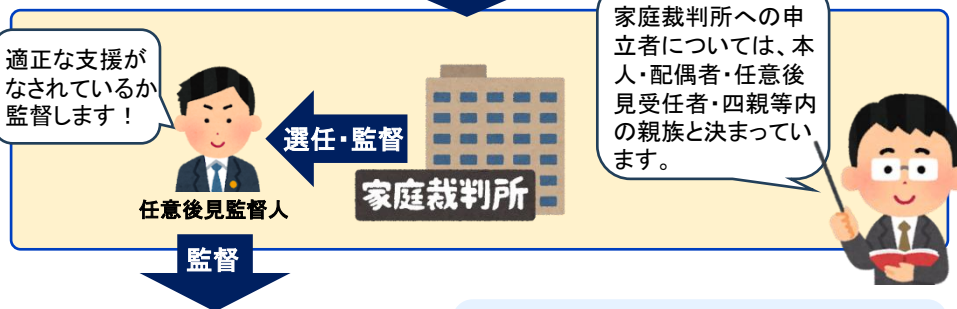 家庭裁判所への申
立者については、本
人・配偶者・任意後
見受任者・四親等内
の親族と決まってい
ます。
適正な支援が
なされているか
監督します！
選任・監督
家庭裁判所
任意後見監督人
監督